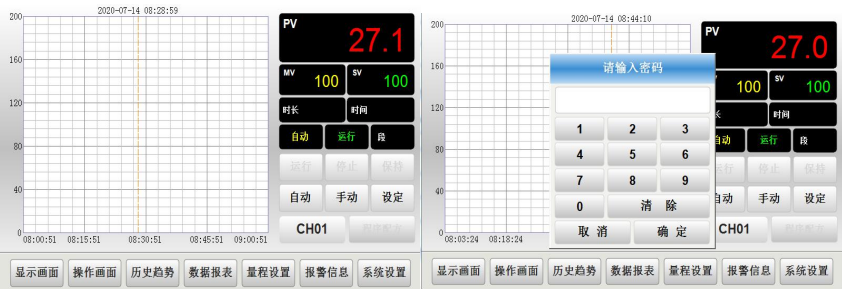 2020-07-14 08:28:59
200
160
120
80
40
0
08:00:51 08:15:51 08:30:51 08:45:51 09:00:51
PV
27.1
MV 100 SV 100
时长 时间
自动 运行 段
运行 停止 保持
自动 手动 设定
CH01 程序配方
显示画面 操作画面 历史趋势 数据报表 量程设置 报警信息 系统设置
2020-07-14 08:44:10
200
160
120
80
40
0
08:03:24 08:18:24
PV
27.0
100 SV 100
时间
自动 运行 段
运行 停止 保持
自动 手动 设定
CH01
请输入密码
1 2 3
4 5 6
7 8 9
0 清 除
取 消 确 定
显示画面 操作画面 历史趋势 数据报表 量程设置 报警信息 系统设置